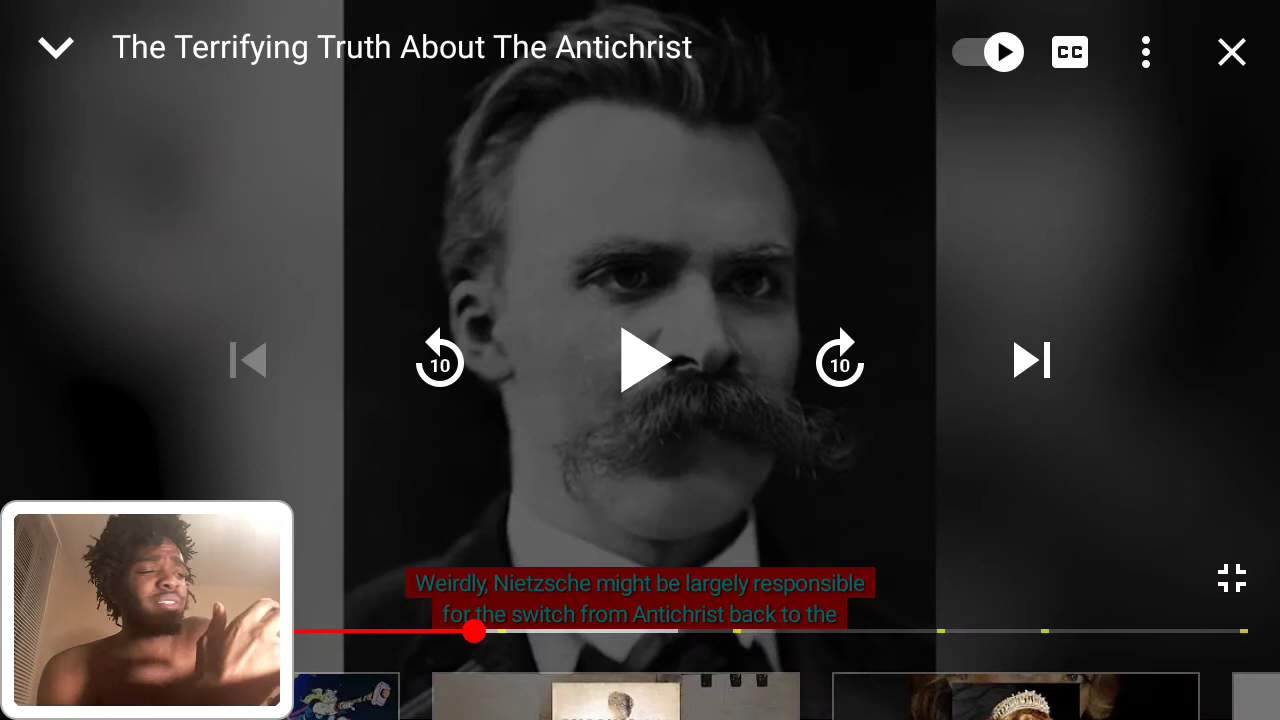 The Terrifying Truth About The Antichrist
CC
10
10
Weirdly, Nietzsche might be largely responsible
for the switch from Antichrist back to the